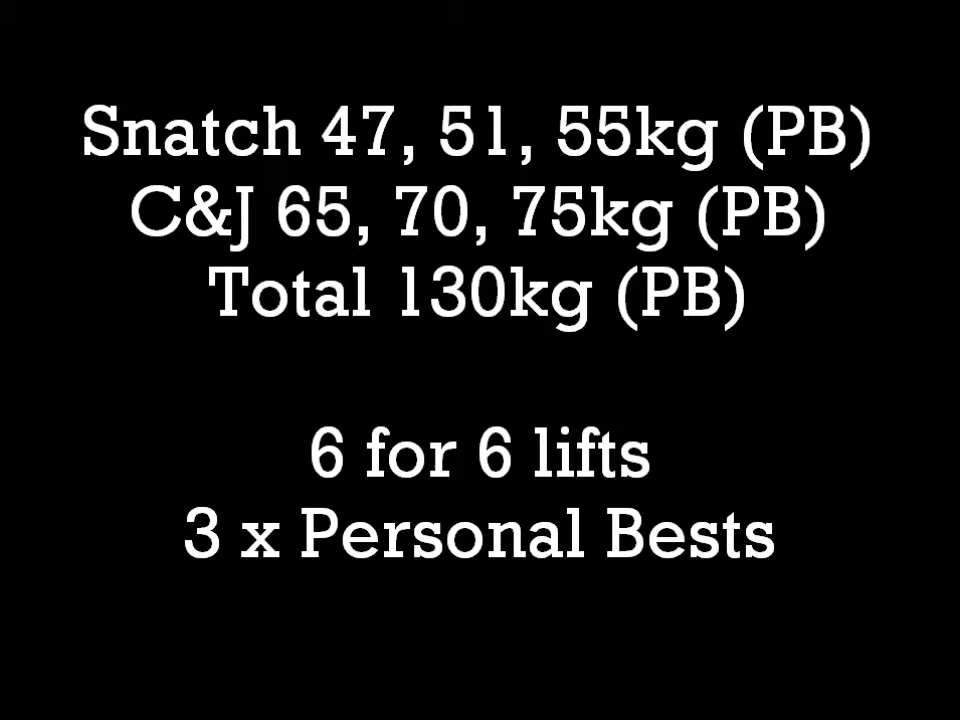 Snatch 47, 51, 55kg (PB)
C&J 65, 70, 75kg (PB)
Total 130kg (PB)
6 for 6 lifts
3 x Personal Bests